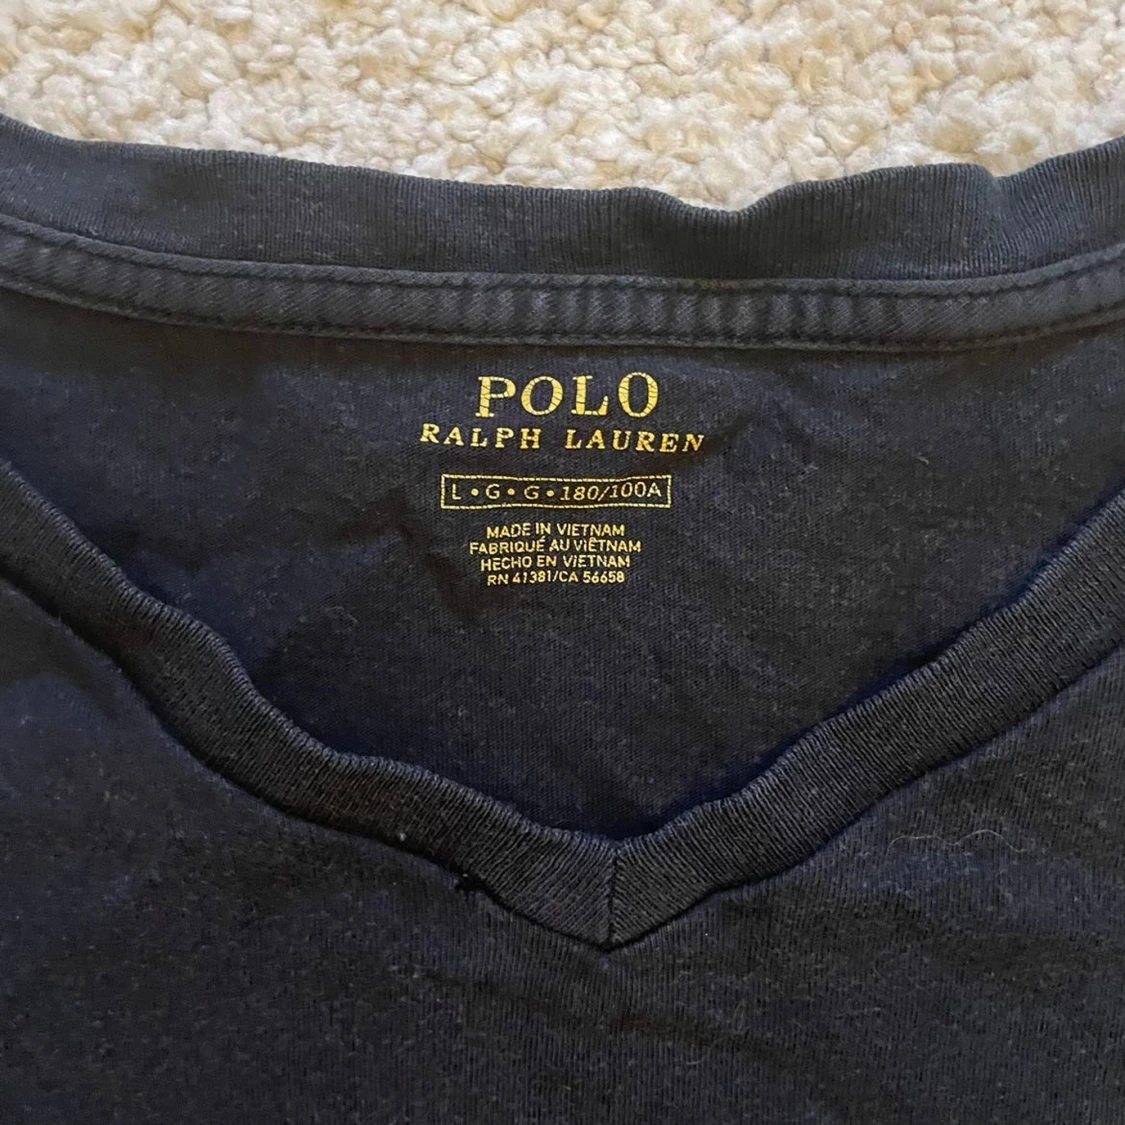 POLO
RALPH LAUREN
L • G • G • 180/100A
MADE IN VIETNAM
FABRIQUÉ AU VIÊTNAM
HECHO EN VIETNAM
RN 41381/CA 56658